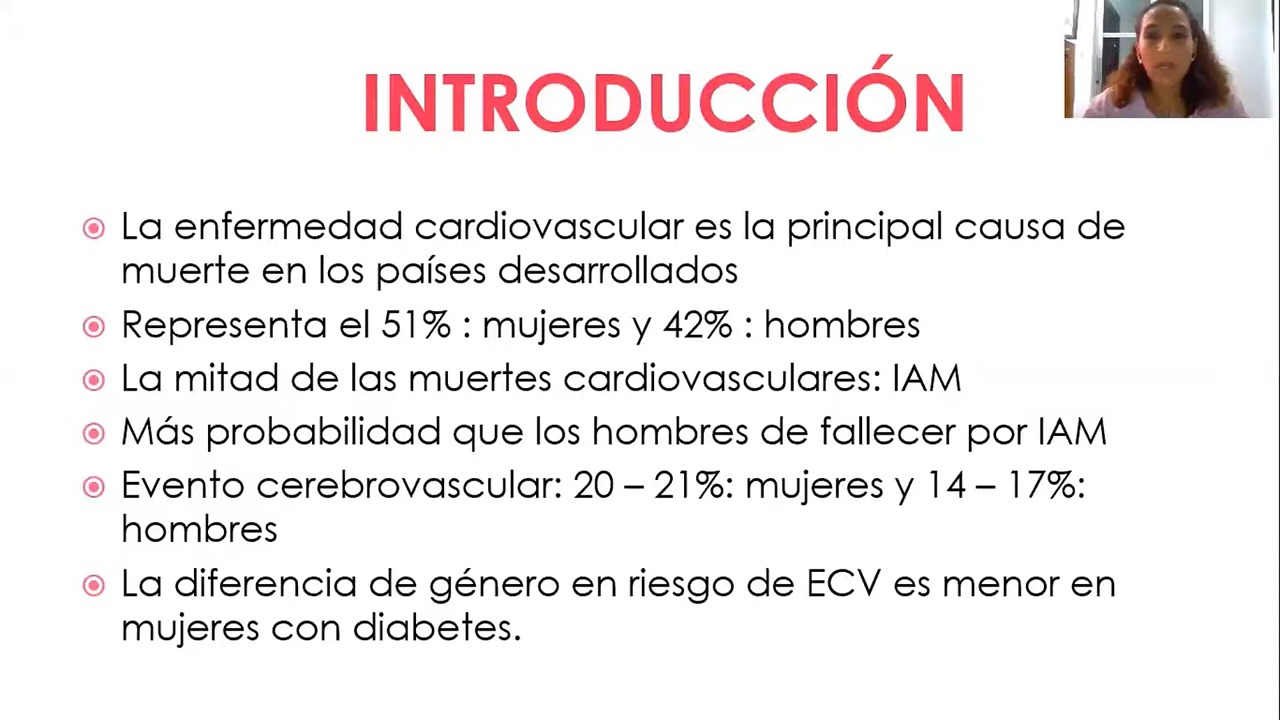 INTRODUCCIÓN
La enfermedad cardiovascular es la principal causa de
muerte en los países desarrollados
Representa el 51% : mujeres y 42% : hombres
La mitad de las muertes cardiovasculares: IAM
Más probabilidad que los hombres de fallecer por IAM
Evento cerebrovascular: 20 – 21%: mujeres y 14 – 17%:
hombres
La diferencia de género en riesgo de ECV es menor en
mujeres con diabetes.